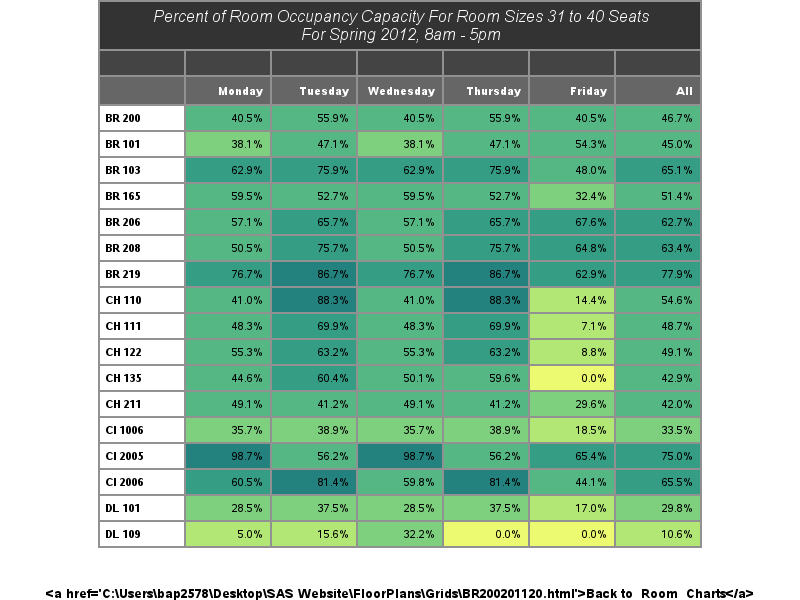 Percent of Room Occupancy Capacity For Room Sizes 31 to 40 Seats
For Spring 2012, 8am - 5pm
Monday Tuesday Wednesday Thursday Friday All
BR 200 40.5% 55.9% 40.5% 55.9% 40.5% 46.7%
BR 101 38.1% 47.1% 38.1% 47.1% 54.3% 45.0%
BR 103 62.9% 75.9% 62.9% 75.9% 48.0% 65.1%
BR 165 59.5% 52.7% 59.5% 52.7% 32.4% 51.4%
BR 206 57.1% 65.7% 57.1% 65.7% 67.6% 62.7%
BR 208 50.5% 75.7% 50.5% 75.7% 64.8% 63.4%
BR 219 76.7% 86.7% 76.7% 86.7% 62.9% 77.9%
CH 110 41.0% 88.3% 41.0% 88.3% 14.4% 54.6%
CH 111 48.3% 69.9% 48.3% 69.9% 7.1% 48.7%
CH 122 55.3% 63.2% 55.3% 63.2% 8.8% 49.1%
CH 135 44.6% 60.4% 50.1% 59.6% 0.0% 42.9%
CH 211 49.1% 41.2% 49.1% 41.2% 29.6% 42.0%
CI 1006 35.7% 38.9% 35.7% 38.9% 18.5% 33.5%
CI 2005 98.7% 56.2% 98.7% 56.2% 65.4% 75.0%
CI 2006 60.5% 81.4% 59.8% 81.4% 44.1% 65.5%
DL 101 28.5% 37.5% 28.5% 37.5% 17.0% 29.8%
DL 109 5.0% 15.6% 32.2% 0.0% 0.0% 10.6%
<a href='C:\Users\bap2578\Desktop\SAS Website\FloorPlans\Grids\BR200201120.html'>Back to Room Charts</a>